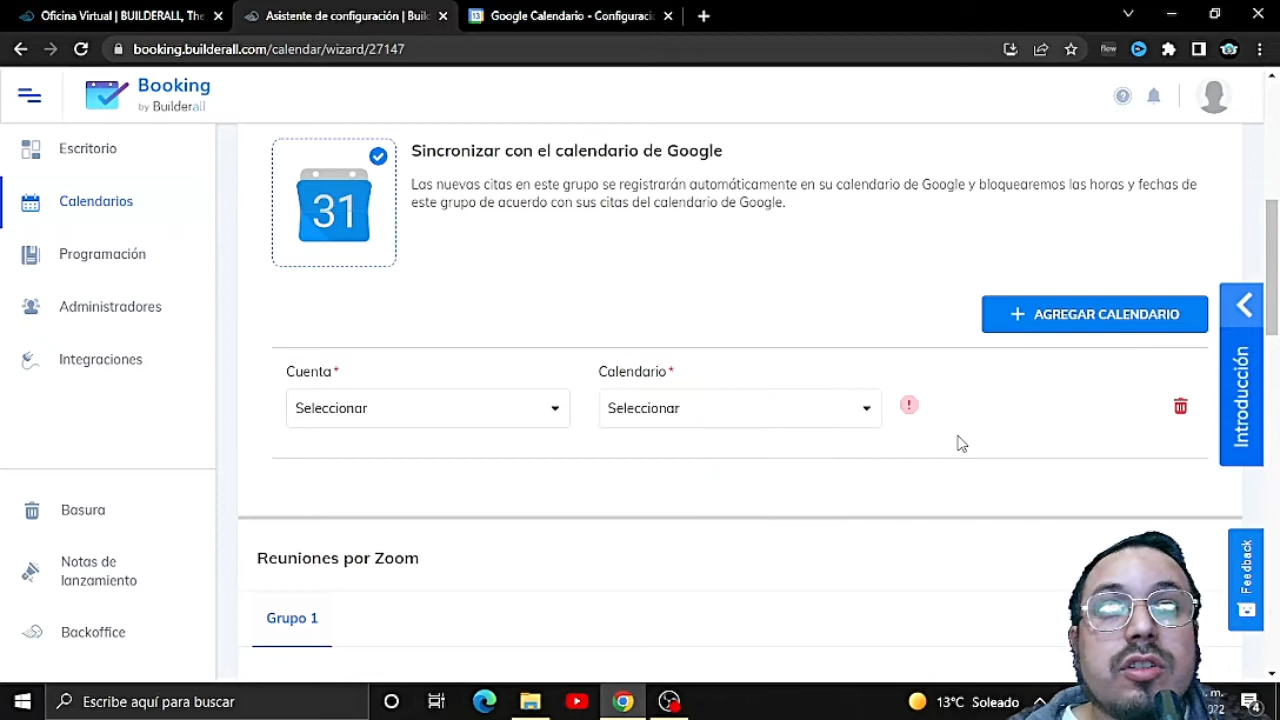 Oficina Virtual | BUILDERALL, The
Asistente de configuración | Buil
Google Calendario - Configuraci
booking.builderall.com/calendar/wizard/27147
flow
Booking
by Builderall
Escritorio
Calendarios
Programación
Administradores
Integraciones
Basura
Notas de
lanzamiento
Backoffice
31
Sincronizar con el calendario de Google
Las nuevas citas en este grupo se registrarán automáticamente en su calendario de Google y bloquearemos las horas y fechas de
este grupo de acuerdo con sus citas del calendario de Google.
+ AGREGAR CALENDARIO
Cuenta*
Calendario*
Seleccionar
Seleccionar
Reuniones por Zoom
Grupo 1
Introducción
Feedback
Escribe aquí para buscar
13°C Soleado